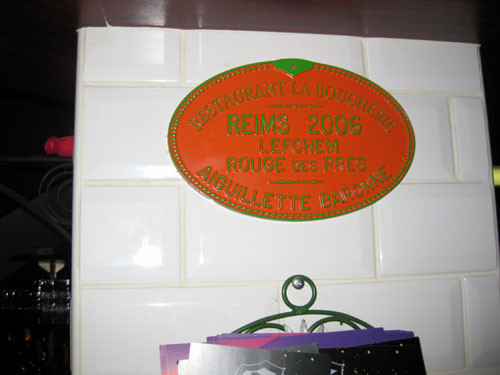 RESTAURANT LA BOUCHERIE
REIMS 2006
LEFCHEM
ROUGE DES PRES
AIGUILLETTE BARONNE